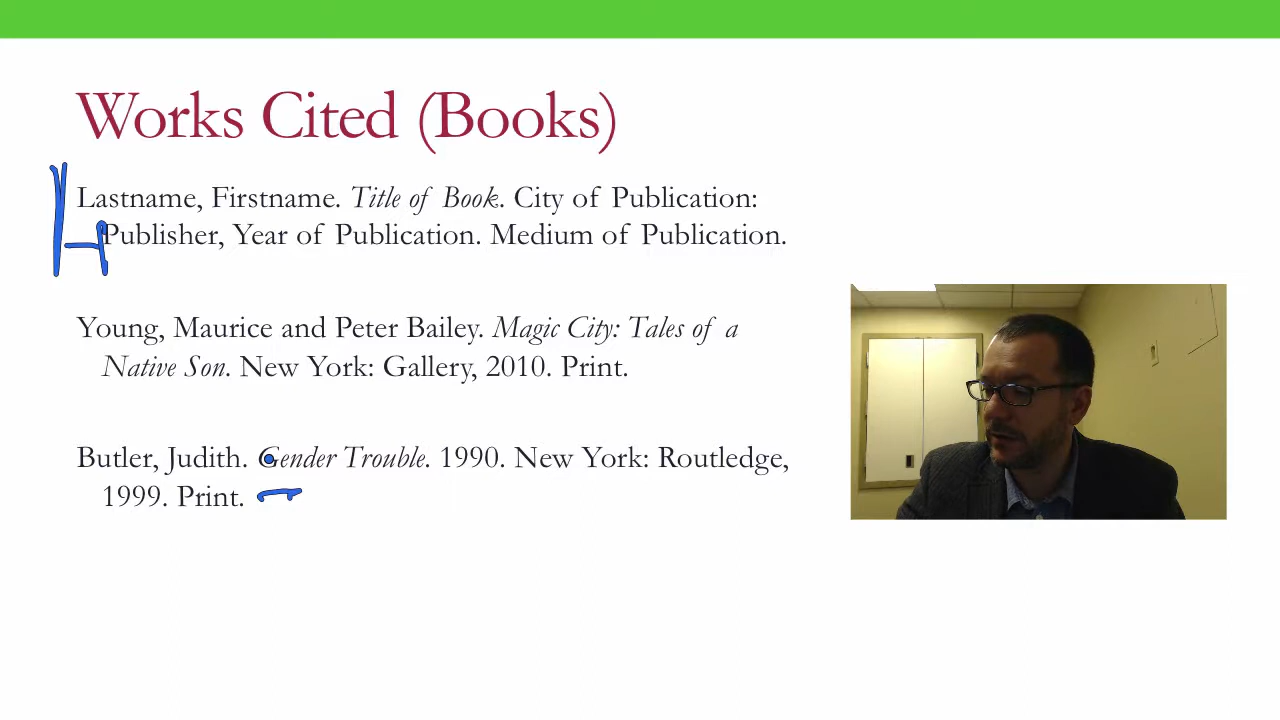 Works Cited (Books)
Lastname, Firstname. Title of Book. City of Publication:
Publisher, Year of Publication. Medium of Publication.
Young, Maurice and Peter Bailey. Magic City: Tales of a
Native Son. New York: Gallery, 2010. Print.
Butler, Judith. Gender Trouble. 1990. New York: Routledge,
1999. Print.